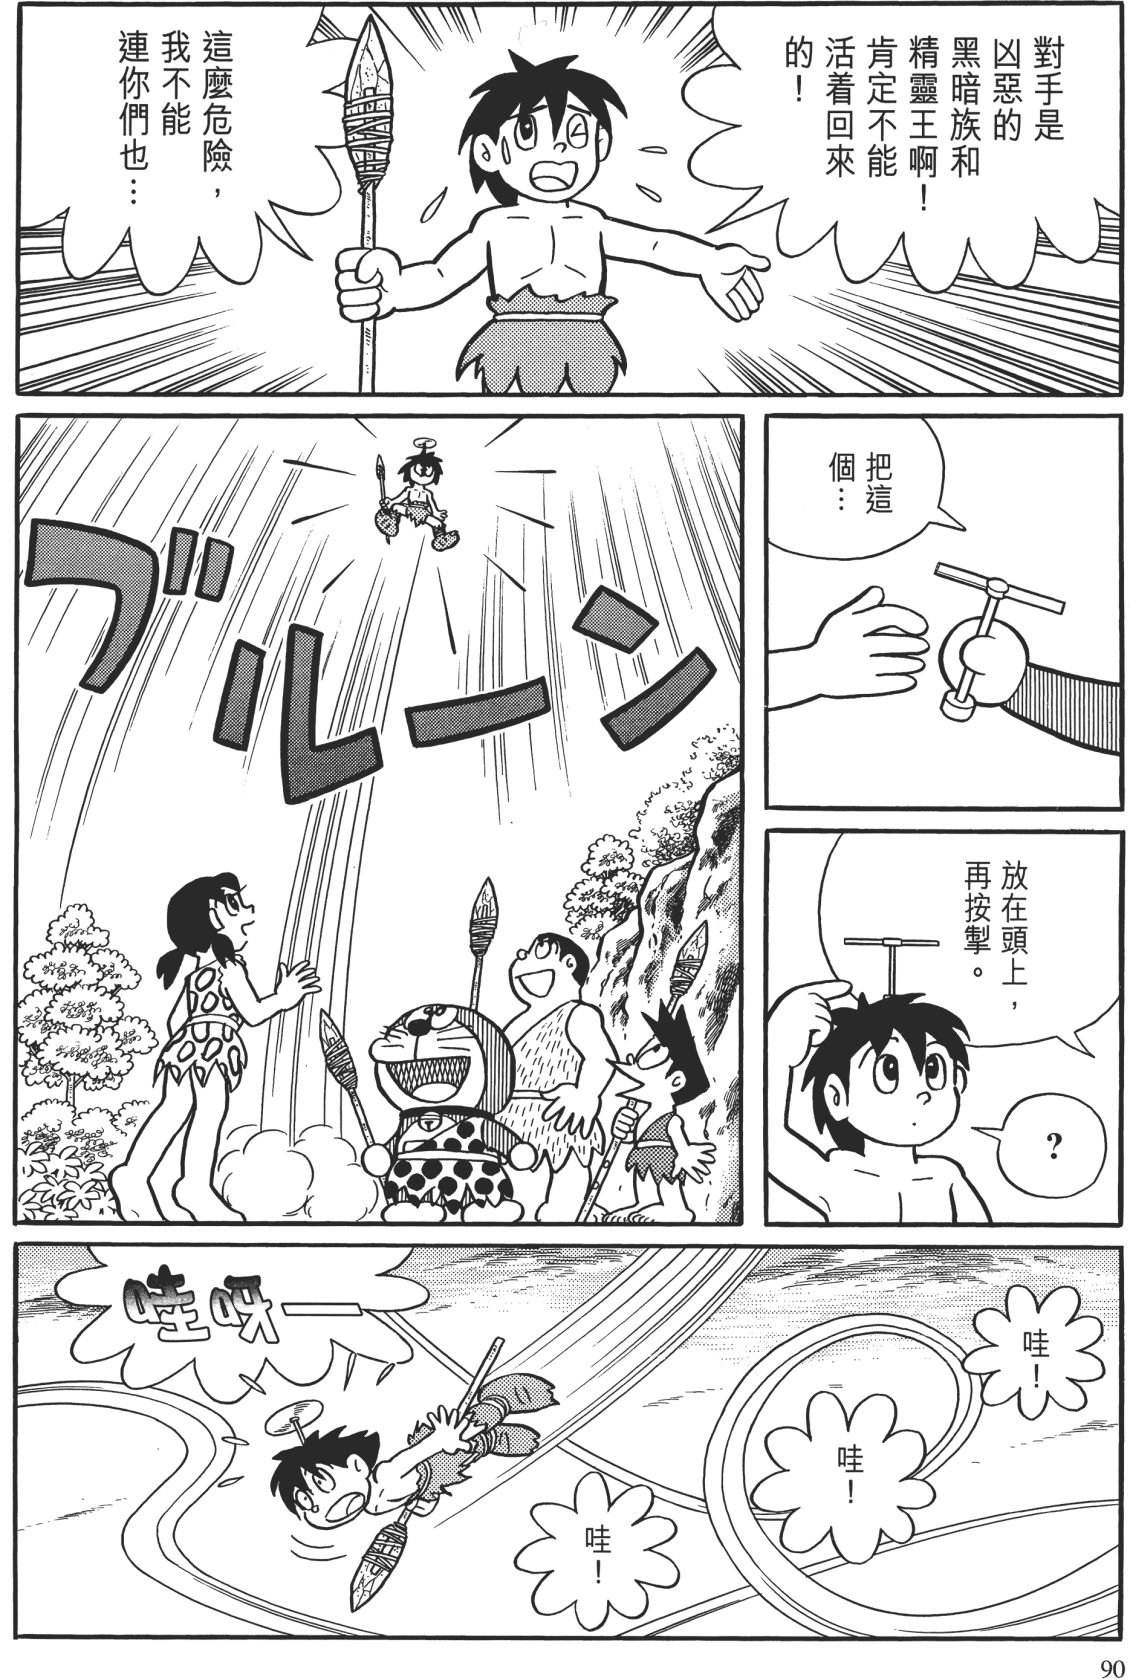 對手是
凶惡的
黑暗族和
精靈王啊！
肯定不能
活着回來
的！
這麼危險，
我不能
連你們也…
把這
個…
放在頭上，
再按掣。
？
ブルーン
哇！
哇！
哇！
哇呀——
90